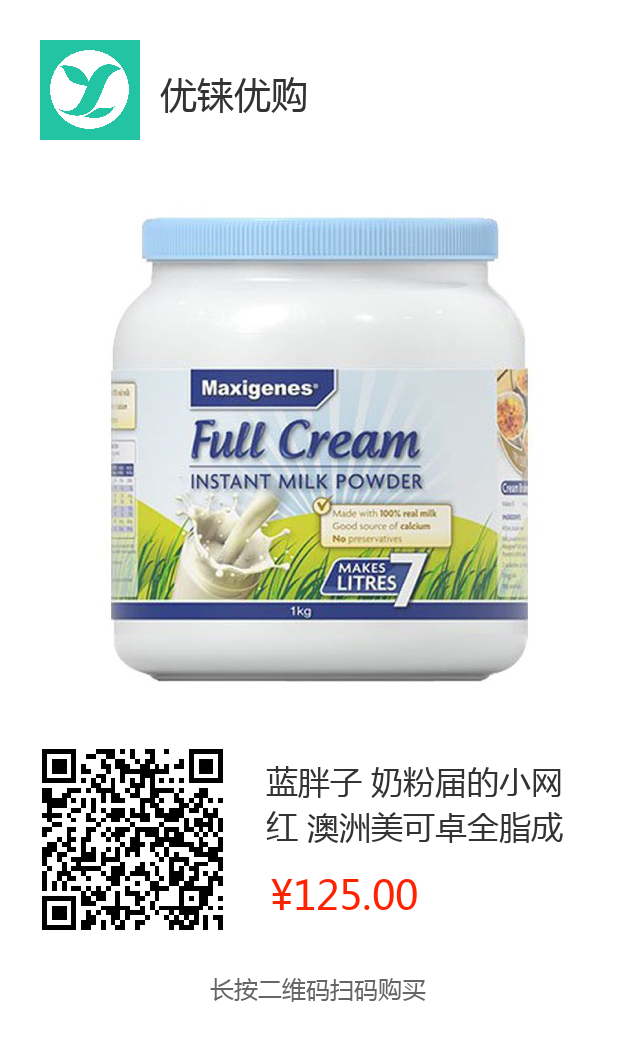 优铼优购
Maxigenes®
Full Cream
INSTANT MILK POWDER
Made with 100% real milk
Good source of calcium
No preservatives
MAKES
LITRES 7
1kg
蓝胖子 奶粉届的小网
红 澳洲美可卓全脂成
¥125.00
长按二维码扫码购买